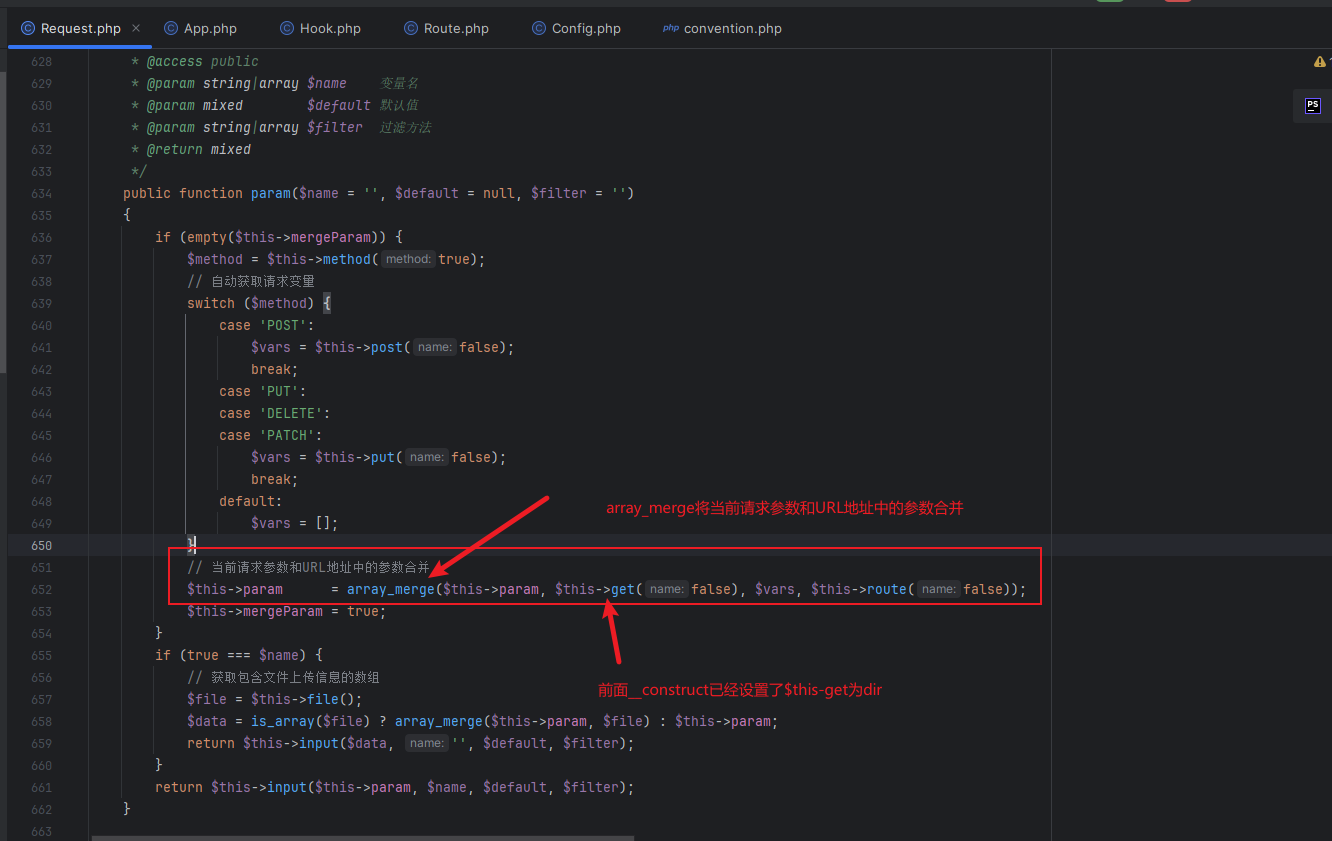 Request.php × App.php Hook.php Route.php Config.php php convention.php
628 * @access public
629 * @param string|array $name 变量名
630 * @param mixed $default 默认值
PS
631 * @param string|array $filter 过滤方法
632 * @return mixed
633 */
634 public function param($name = '', $default = null, $filter = '')
635 {
636 if (empty($this->mergeParam)) {
637 $method = $this->method( method: true);
638 // 自动获取请求变量
639 switch ($method) {
640 case 'POST':
641 $vars = $this->post( name: false);
642 break;
643 case 'PUT':
644 case 'DELETE':
645 case 'PATCH':
646 $vars = $this->put( name: false);
647 break;
648 default:
array_merge将当前请求参数和URL地址中的参数合并
649 $vars = [];
650 }
651 // 当前请求参数和URL地址中的参数合并
652 $this->param = array_merge($this->param, $this->get( name: false), $vars, $this->route( name: false));
653 $this->mergeParam = true;
654 }
655 if (true === $name) {
656 // 获取包含文件上传信息的数组
前面__construct已经设置了$this-get为dir
657 $file = $this->file();
658 $data = is_array($file) ? array_merge($this->param, $file) : $this->param;
659 return $this->input($data, name: '', $default, $filter);
660 }
661 return $this->input($this->param, $name, $default, $filter);
662 }
663